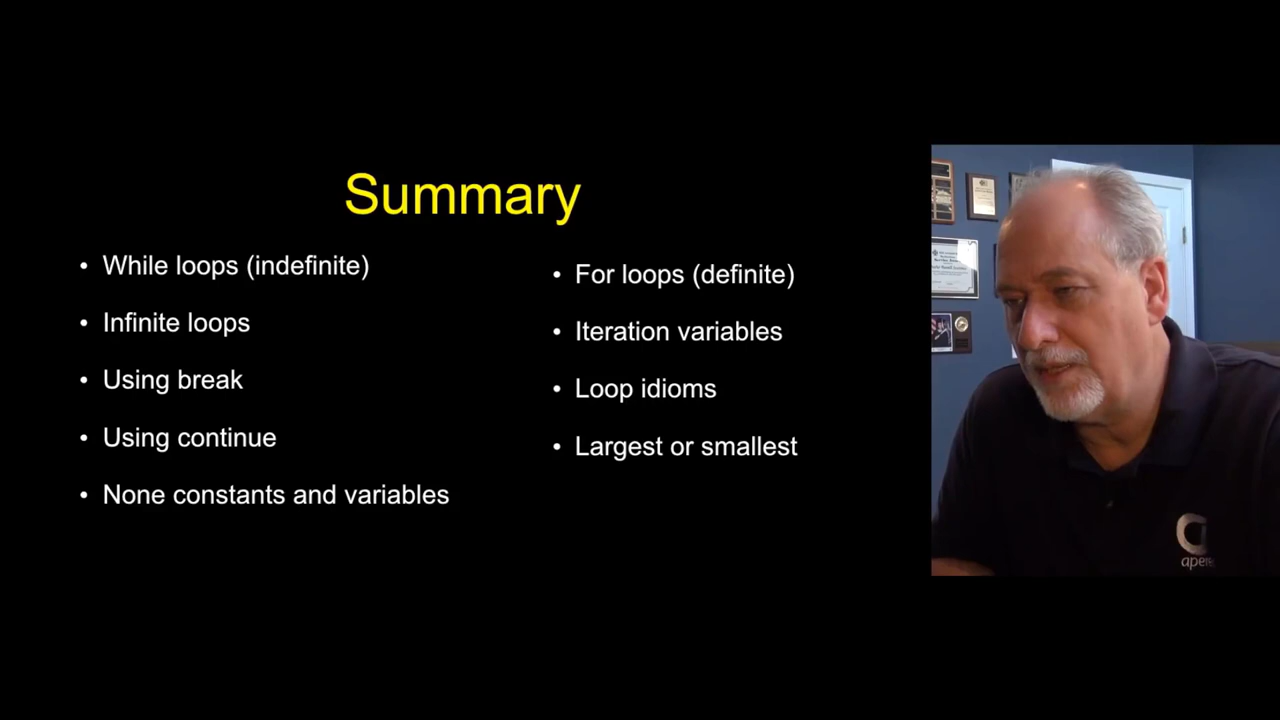 Summary
• While loops (indefinite)
• Infinite loops
• Using break
• Using continue
• None constants and variables
• For loops (definite)
• Iteration variables
• Loop idioms
• Largest or smallest